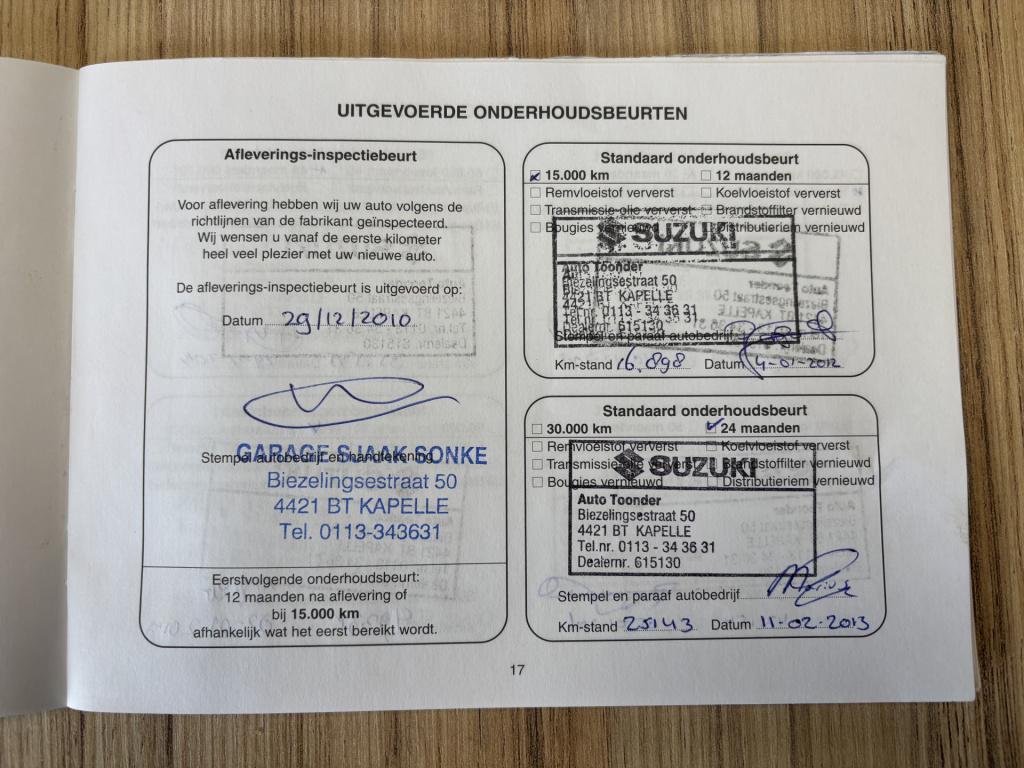 UITGEVOERDE ONDERHOUDSBEURTEN
Afleverings-inspectiebeurt
Voor aflevering hebben wij uw auto volgens de
richtlijnen van de fabrikant geïnspecteerd.
Wij wensen u vanaf de eerste kilometer
heel veel plezier met uw nieuwe auto.
De afleverings-inspectiebeurt is uitgevoerd op:
Datum 29/12/2010
Stempel autobedrijf en handtekening
GARAGE SJAAK SONKE
Biezelingsestraat 50
4421 BT KAPELLE
Tel. 0113-343631
Eerstvolgende onderhoudsbeurt:
12 maanden na aflevering of
bij 15.000 km
afhankelijk wat het eerst bereikt wordt.
Standaard onderhoudsbeurt
15.000 km 12 maanden
Remvloeistof ververst Koelvloeistof ververst
Transmissie-olie ververst Brandstoffilter vernieuwd
Bougies vernieuwd Distributieriem vernieuwd
SUZUKI
Auto Toonder
Biezelingsestraat 50
4421 BT KAPELLE
Tel.nr. 0113 - 34 36 31
Dealernr. 615130
Stempel en paraaf autobedrijf
Km-stand 16.898 Datum 4-01-2012
Standaard onderhoudsbeurt
30.000 km 24 maanden
Remvloeistof ververst Koelvloeistof ververst
Transmissie-olie ververst Brandstoffilter vernieuwd
Bougies vernieuwd Distributieriem vernieuwd
SUZUKI
Auto Toonder
Biezelingsestraat 50
4421 BT KAPELLE
Tel.nr. 0113 - 34 36 31
Dealernr. 615130
Stempel en paraaf autobedrijf
Km-stand 25143 Datum 11-02-2013
17